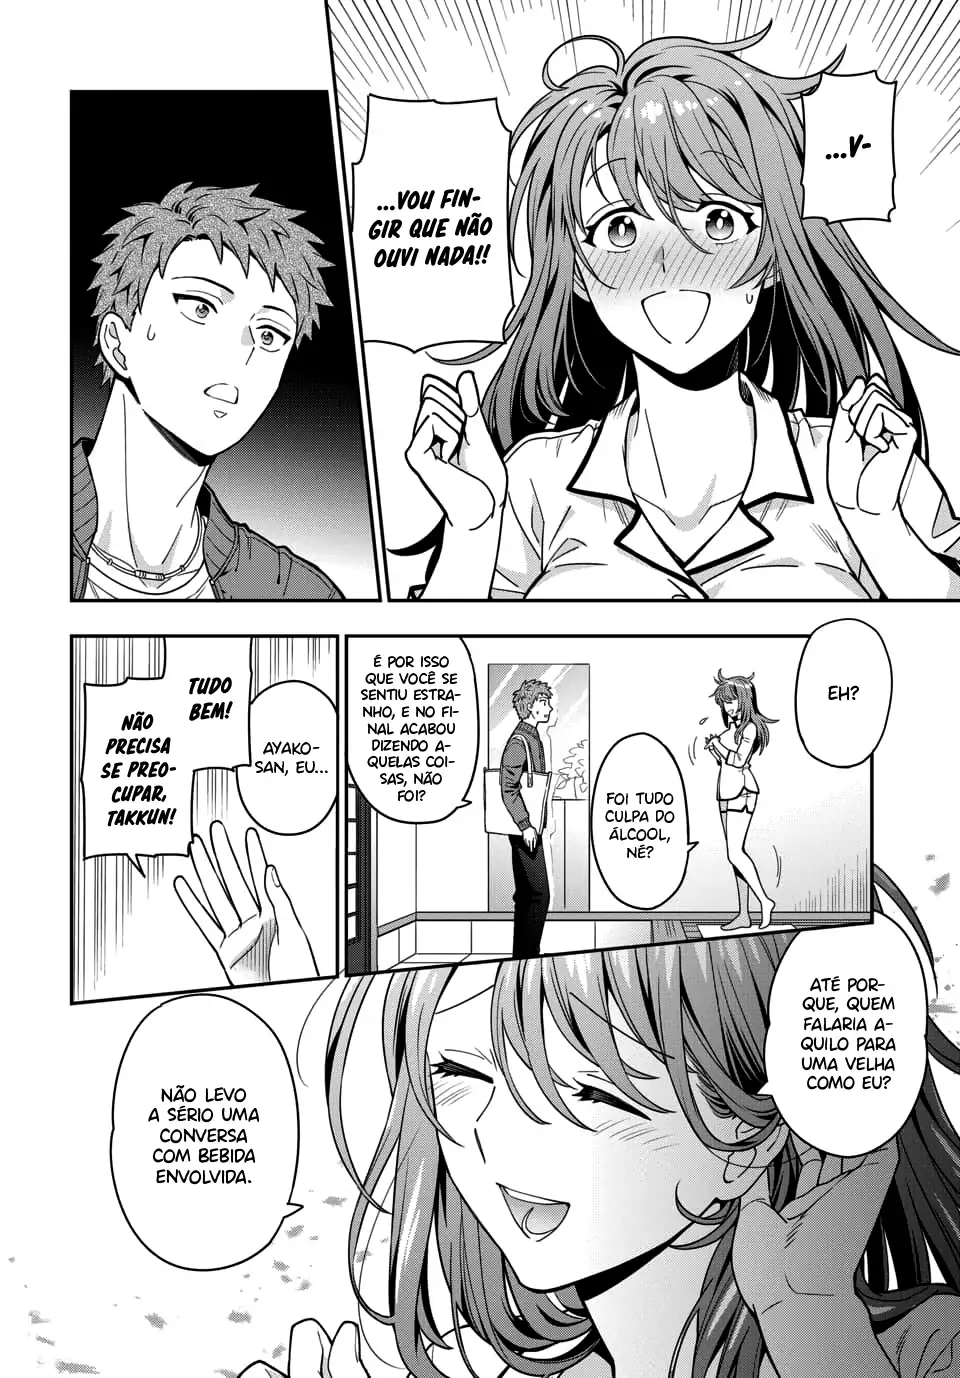 ...V-
...VOU FIN-
GIR QUE NÃO
OUVI NADA!!
EH?
FOI TUDO
CULPA DO
ÁLCOOL,
NÉ?
É POR ISSO
QUE VOCÊ SE
SENTIU ESTRA-
NHO, E NO FI-
NAL ACABOU
DIZENDO A-
QUELAS COI-
SAS, NÃO
FOI?
AYAKO-
SAN, EU...
TUDO
BEM!
NÃO
PRECISA
SE PREO-
CUPAR,
TAKKUN!
ATÉ POR-
QUE, QUEM
FALARIA A-
QUILO PARA
UMA VELHA
COMO EU?
NÃO LEVO
A SÉRIO UMA
CONVERSA
COM BEBIDA
ENVOLVIDA.